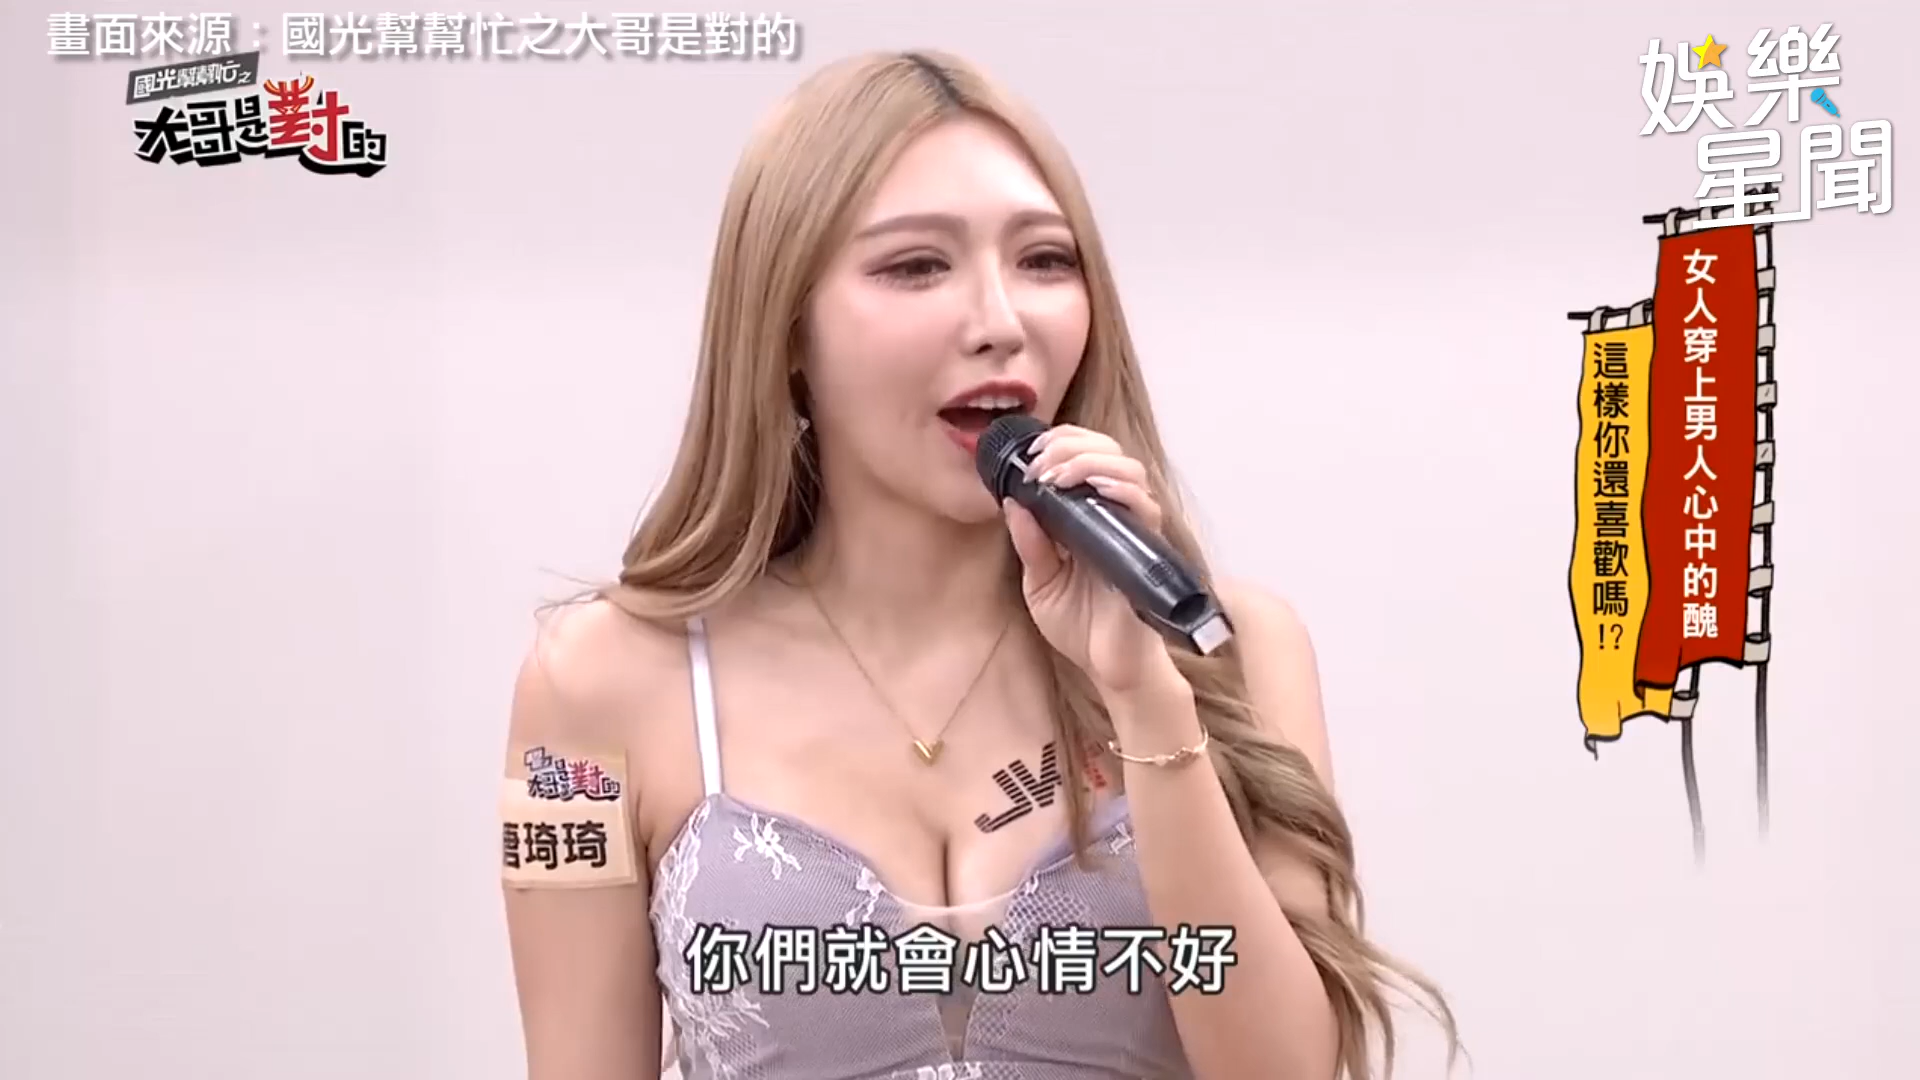 畫面來源：國光幫幫忙之大哥是對的
國光幫幫忙之
大哥是對的
娛樂
星聞
女人穿上男人心中的醜
這樣你還喜歡嗎!?
大哥是對的
唐琦琦
JV
你們就會心情不好